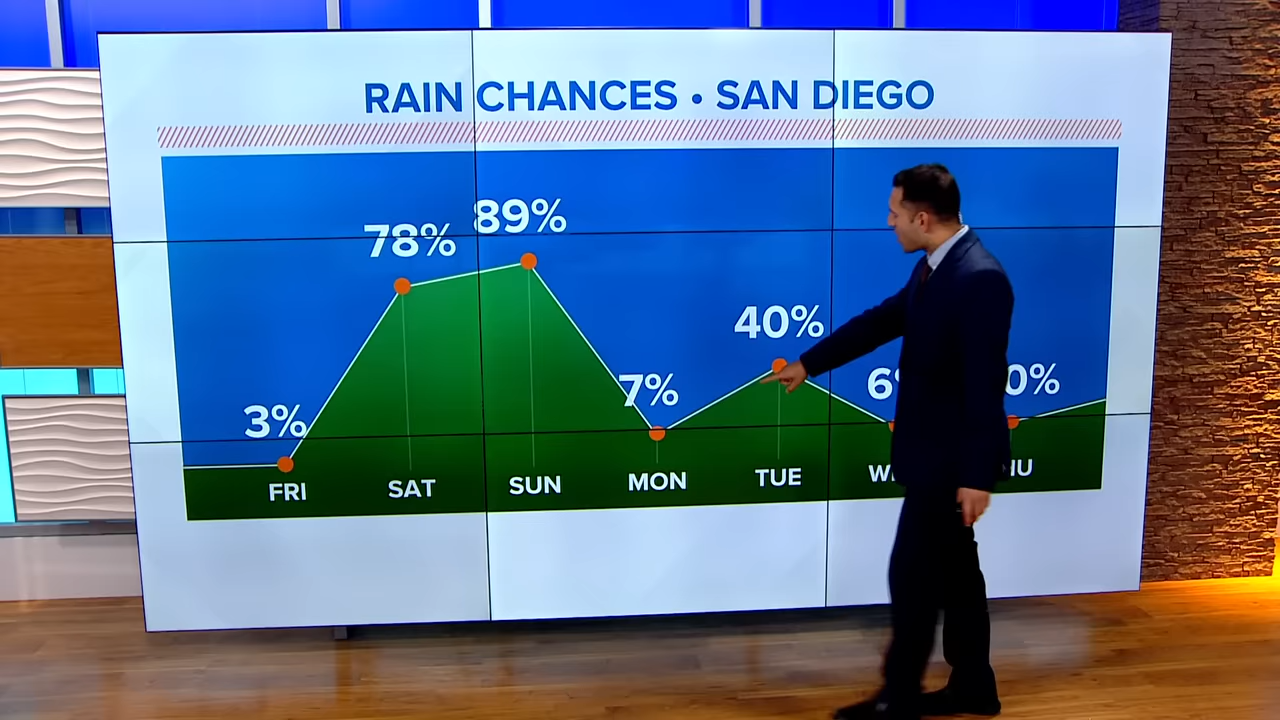 RAIN CHANCES • SAN DIEGO
89%
78%
40%
7%
3%
FRI SAT SUN MON TUE